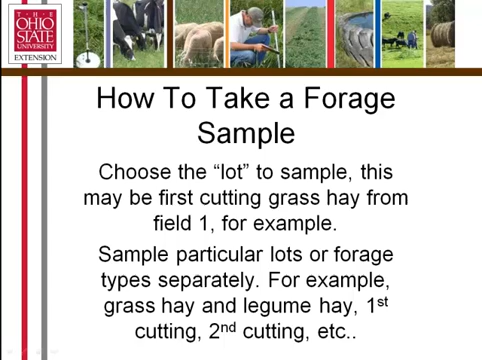 THE
OHIO
STATE
UNIVERSITY
EXTENSION
How To Take a Forage
Sample
Choose the “lot” to sample, this
may be first cutting grass hay from
field 1, for example.
Sample particular lots or forage
types separately. For example,
grass hay and legume hay, 1st
cutting, 2nd cutting, etc..